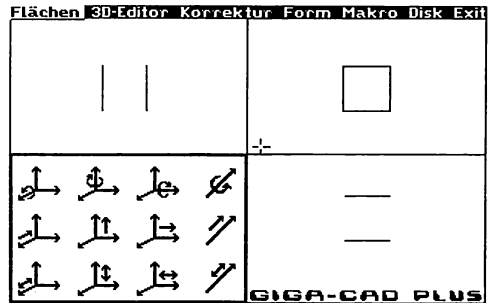 Flächen 3D-Editor Korrektur Form Makro Disk Exit
GIGA-CAD PLUS